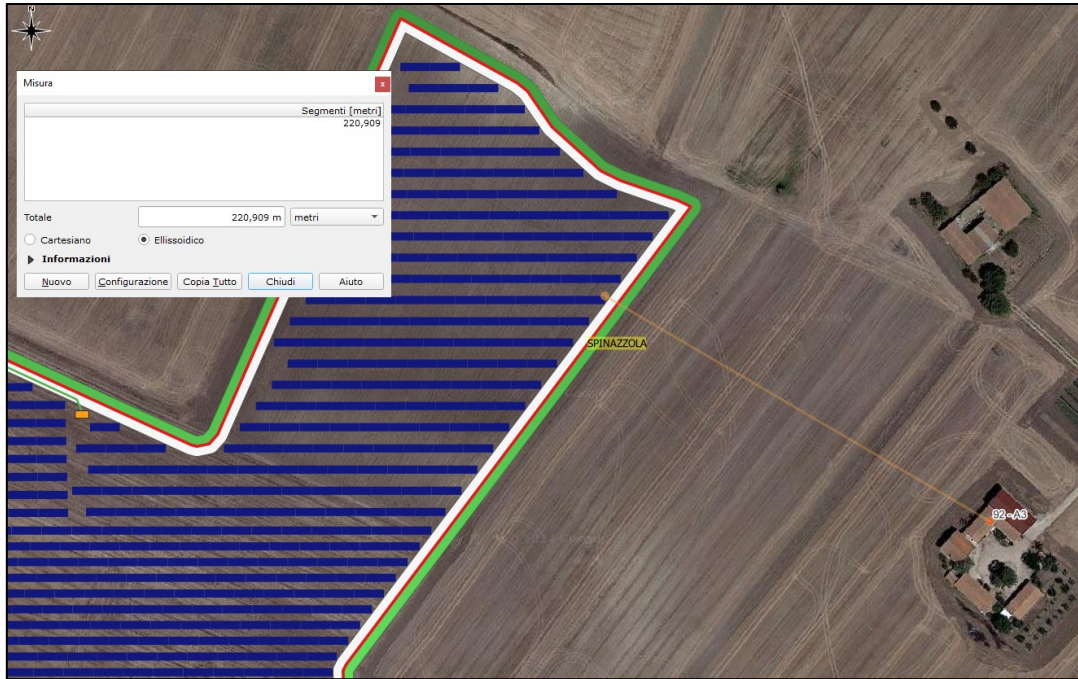 N
Misura
x
Segmenti [metri]
220,909
Totale
220,909 m
metri
Cartesiano
Ellissoidico
Informazioni
Nuovo
Configurazione
Copia Tutto
Chiudi
Aiuto
SPINAZZOLA
92 - A3